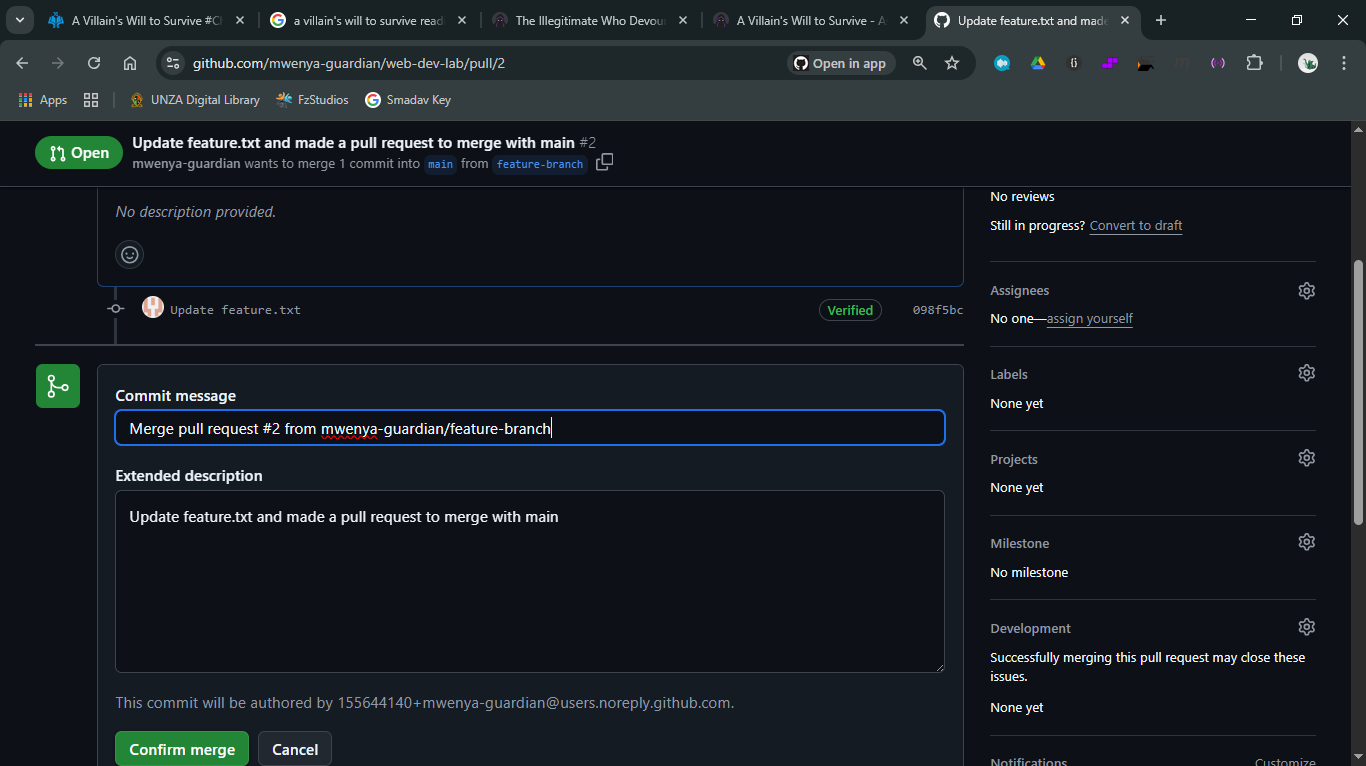 A Villain's Will to Survive #Ch
a villain's will to survive read
The Illegitimate Who Devou
A Villain's Will to Survive - A
Update feature.txt and made
github.com/mwenya-guardian/web-dev-lab/pull/2
Open in app
Apps
UNZA Digital Library
FzStudios
Smadav Key
Open
Update feature.txt and made a pull request to merge with main #2
mwenya-guardian wants to merge 1 commit into main from feature-branch
No description provided.
Update feature.txt
Verified
098f5bc
Commit message
Merge pull request #2 from mwenya-guardian/feature-branch
Extended description
Update feature.txt and made a pull request to merge with main
This commit will be authored by 155644140+mwenya-guardian@users.noreply.github.com.
Confirm merge
Cancel
No reviews
Still in progress? Convert to draft
Assignees
No one—assign yourself
Labels
None yet
Projects
None yet
Milestone
No milestone
Development
Successfully merging this pull request may close these
issues.
None yet
Notifications
Customize